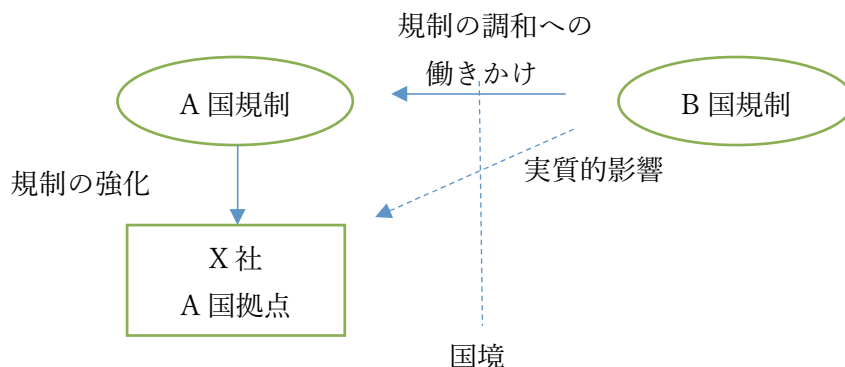 規制の調和への
働きかけ
A 国規制
B 国規制
実質的影響
規制の強化
X 社
A 国拠点
国境